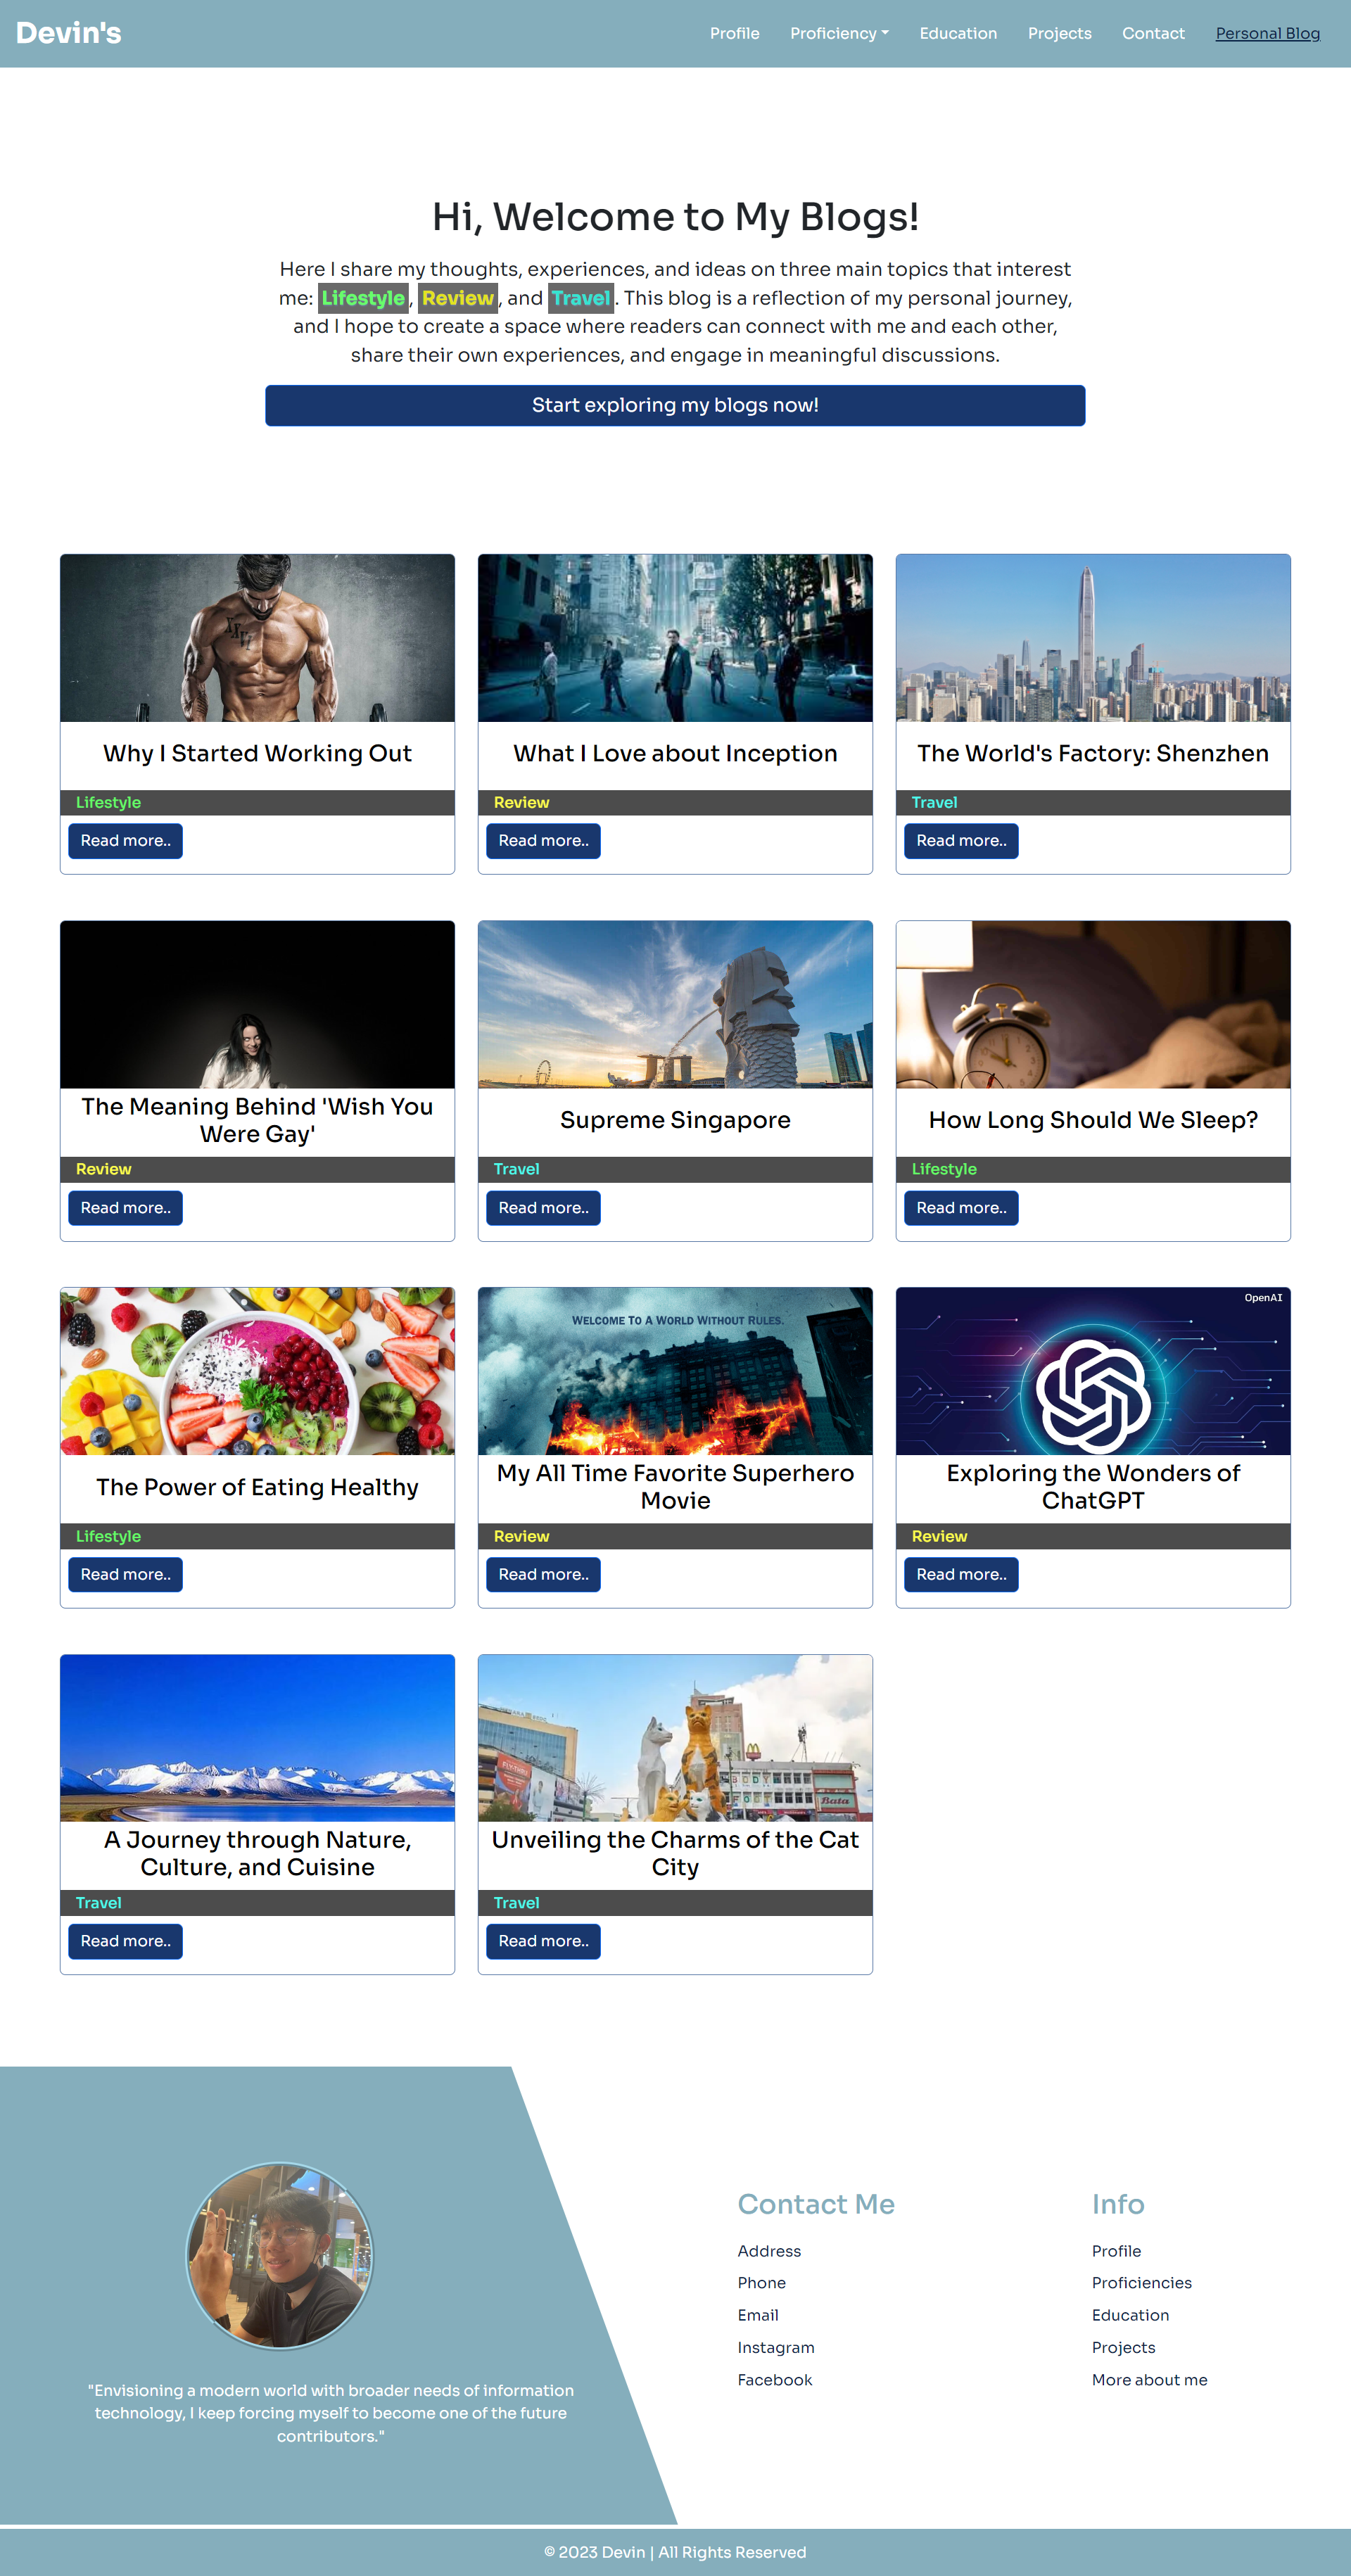 Devin's
Profile
Proficiency
Education
Projects
Contact
Personal Blog
Hi, Welcome to My Blogs!
Here I share my thoughts, experiences, and ideas on three main topics that interest
me: Lifestyle, Review, and Travel. This blog is a reflection of my personal journey,
and I hope to create a space where readers can connect with me and each other,
share their own experiences, and engage in meaningful discussions.
Start exploring my blogs now!
Why I Started Working Out
Lifestyle
Read more..
What I Love about Inception
Review
Read more..
The World's Factory: Shenzhen
Travel
Read more..
The Meaning Behind 'Wish You
Were Gay'
Review
Read more..
Supreme Singapore
Travel
Read more..
How Long Should We Sleep?
Lifestyle
Read more..
The Power of Eating Healthy
Lifestyle
Read more..
WELCOME TO A WORLD WITHOUT RULES.
My All Time Favorite Superhero
Movie
Review
Read more..
OpenAI
Exploring the Wonders of
ChatGPT
Review
Read more..
A Journey through Nature,
Culture, and Cuisine
Travel
Read more..
FLY-THRU
BODY
Bata
Unveiling the Charms of the Cat
City
Travel
Read more..
"Envisioning a modern world with broader needs of information
technology, I keep forcing myself to become one of the future
contributors."
Contact Me
Address
Phone
Email
Instagram
Facebook
Info
Profile
Proficiencies
Education
Projects
More about me
© 2023 Devin | All Rights Reserved